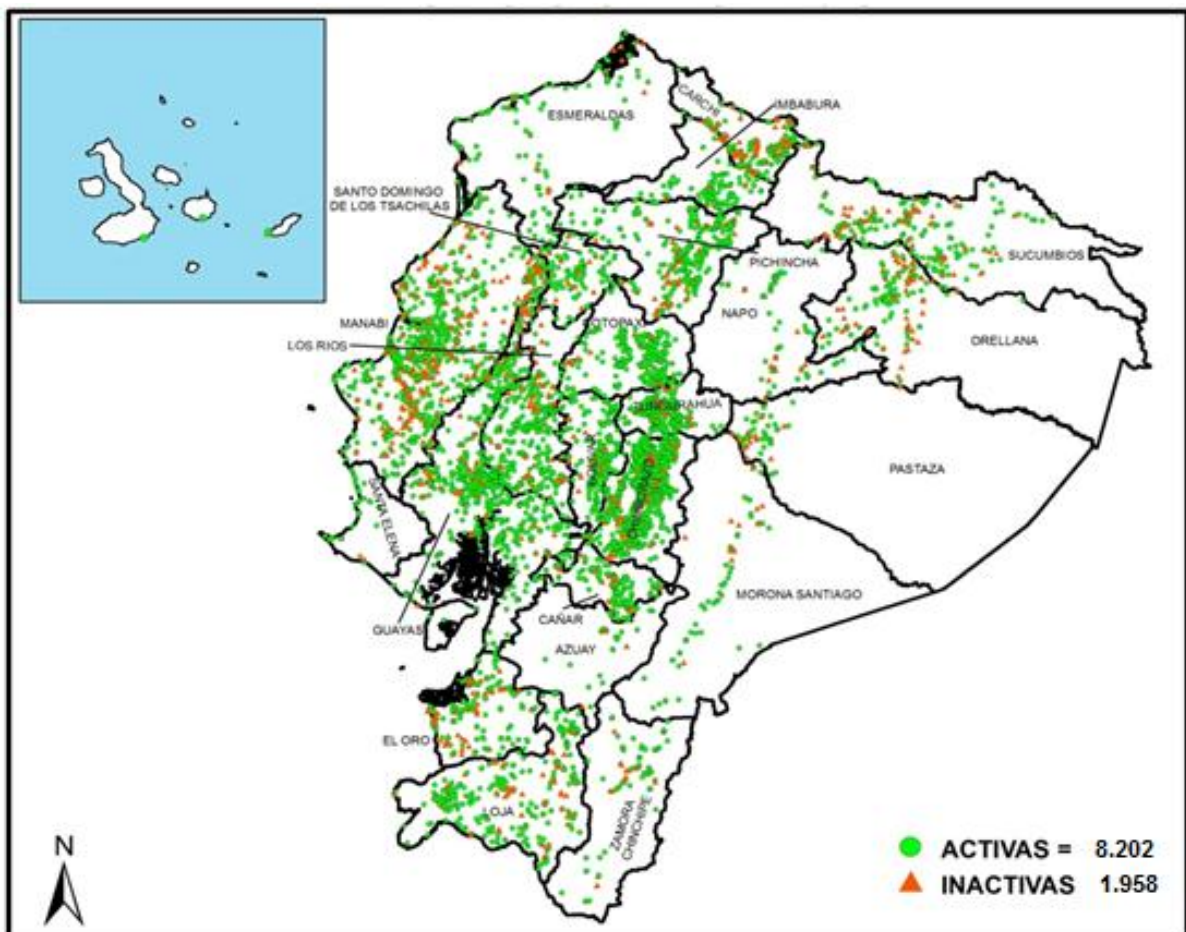 ESMERALDAS
CARCHI
IMBABURA
SANTO DOMINGO
DE LOS TSACHILAS
PICHINCHA
SUCUMBIOS
MANABI
COTOPAXI
NAPO
LOS RIOS
ORELLANA
TUNGURAHUA
PASTAZA
SANTA ELENA
MORONA SANTIAGO
CAÑAR
GUAYAS
AZUAY
EL ORO
LOJA
ZAMORA
CHINCHIPE
N
ACTIVAS = 8.202
INACTIVAS 1.958